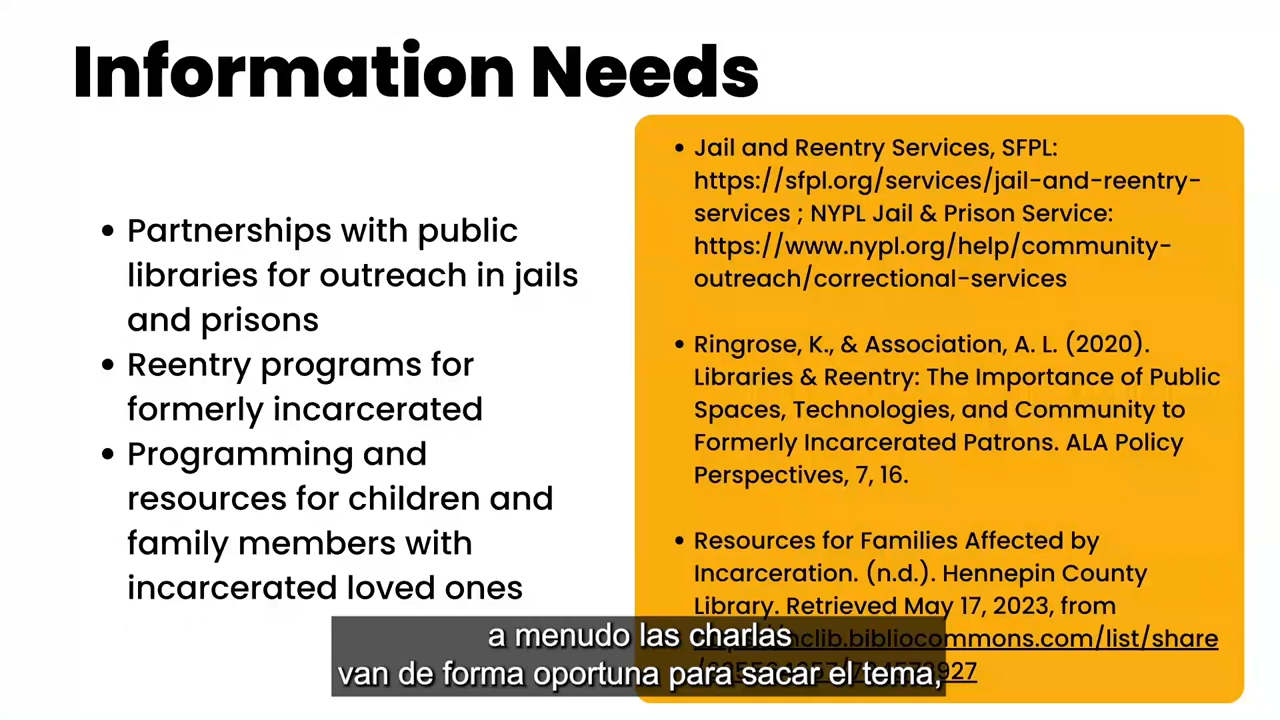 Information Needs
• Partnerships with public
libraries for outreach in jails
and prisons
• Reentry programs for
formerly incarcerated
• Programming and
resources for children and
family members with
incarcerated loved ones
• Jail and Reentry Services, SFPL:
https://sfpl.org/services/jail-and-reentry-
services ; NYPL Jail & Prison Service:
https://www.nypl.org/help/community-
outreach/correctional-services
• Ringrose, K., & Association, A. L. (2020).
Libraries & Reentry: The Importance of Public
Spaces, Technologies, and Community to
Formerly Incarcerated Patrons. ALA Policy
Perspectives, 7, 16.
• Resources for Families Affected by
Incarceration. (n.d.). Hennepin County
Library. Retrieved May 17, 2023, from
hclib.bibliocommons.com/list/share
a menudo las charlas
van de forma oportuna para sacar el tema,